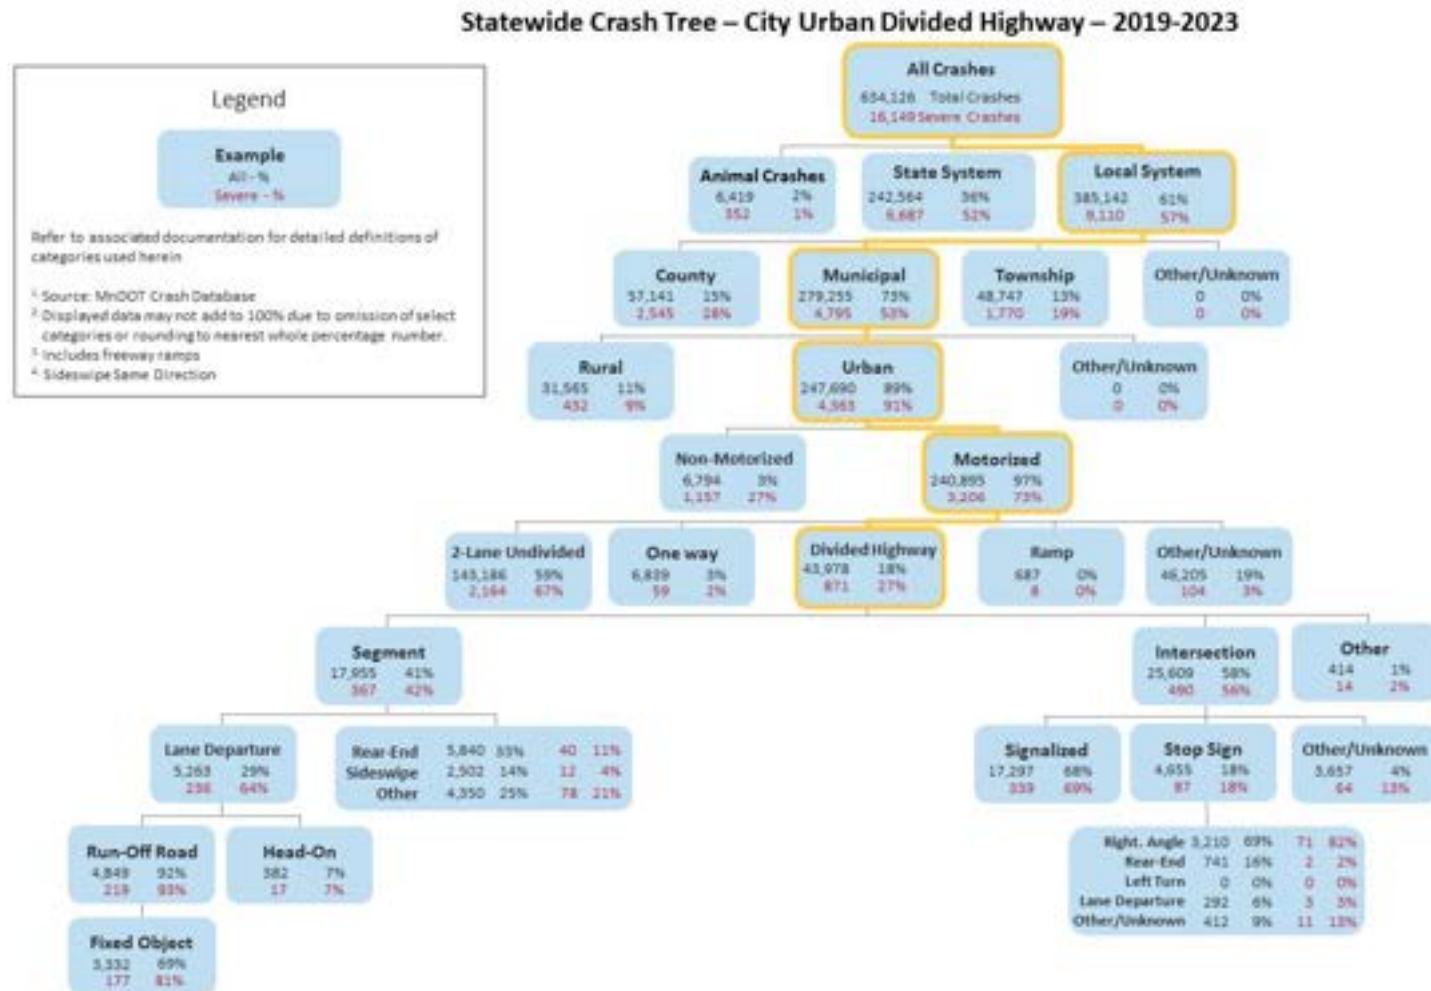 Statewide Crash Tree – City Urban Divided Highway – 2019-2023
Legend
Example
All - %
Severe - %
Refer to associated documentation for detailed definitions of
categories used herein
1. Source: MnDOT Crash Database
2. Displayed data may not add to 100% due to omission of select
categories or rounding to nearest whole percentage number.
3. Includes freeway ramps
4. Sideswipe Same Direction
All Crashes
634,126 Total Crashes
16,149 Severe Crashes
Animal Crashes
6,419 2%
352 1%
State System
242,564 36%
6,687 52%
Local System
385,142 61%
9,110 57%
County
57,141 15%
2,545 28%
Municipal
279,255 73%
4,795 53%
Township
48,747 13%
1,770 19%
Other/Unknown
0 0%
0 0%
Rural
31,565 11%
432 9%
Urban
247,690 89%
4,363 91%
Other/Unknown
0 0%
0 0%
Non-Motorized
6,794 3%
1,157 27%
Motorized
240,895 97%
3,206 73%
2-Lane Undivided
143,186 59%
2,164 67%
One way
6,839 3%
59 2%
Divided Highway
43,978 18%
871 27%
Ramp
687 0%
8 0%
Other/Unknown
46,205 19%
104 3%
Segment
17,955 41%
367 42%
Intersection
25,609 58%
490 56%
Other
414 1%
14 2%
Lane Departure
5,263 29%
236 64%
Rear-End 5,840 33% 40 11%
Sideswipe 2,502 14% 12 4%
Other 4,350 25% 78 21%
Signalized
17,297 68%
339 69%
Stop Sign
4,655 18%
87 18%
Other/Unknown
3,657 4%
64 13%
Run-Off Road
4,849 92%
219 93%
Head-On
382 7%
17 7%
Right. Angle 3,210 69% 71 82%
Rear-End 741 16% 2 2%
Left Turn 0 0% 0 0%
Lane Departure 292 6% 3 3%
Other/Unknown 412 9% 11 13%
Fixed Object
3,332 69%
177 81%